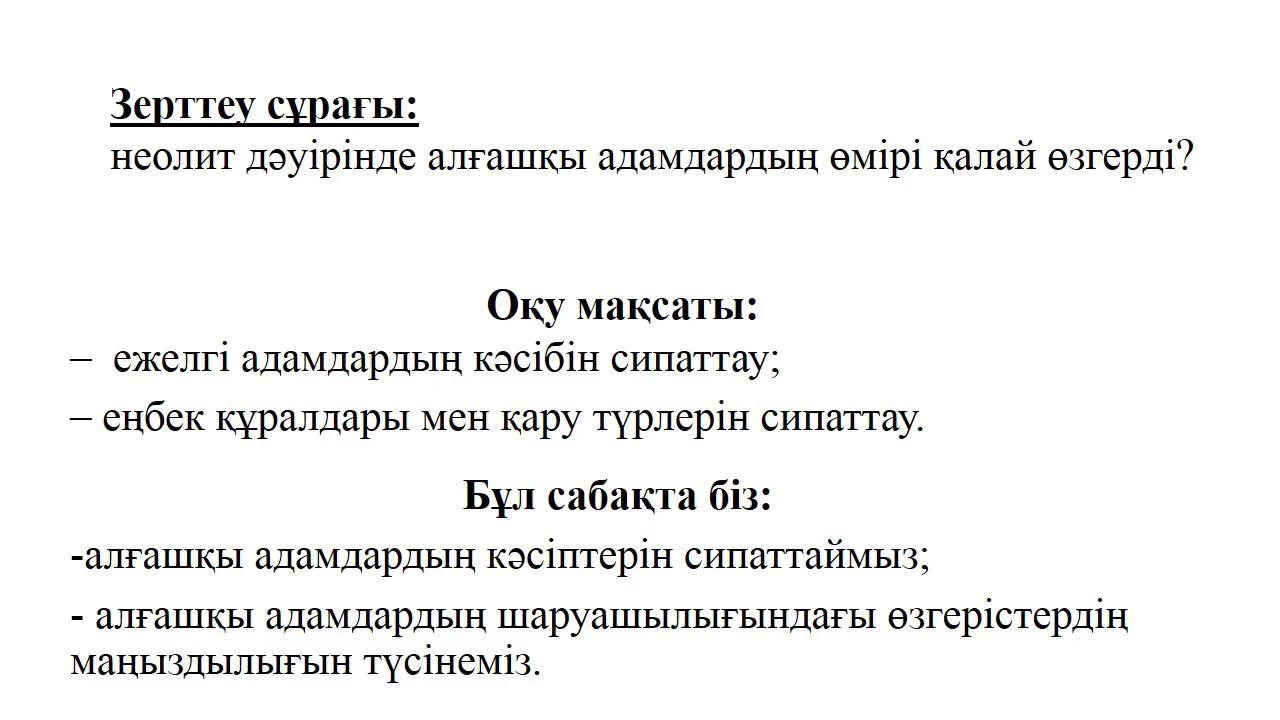 Зерттеу сұрағы:
неолит дәуірінде алғашқы адамдардың өмірі қалай өзгерді?
Оқу мақсаты:
– ежелгі адамдардың кәсібін сипаттау;
– еңбек құралдары мен қару түрлерін сипаттау.
Бұл сабақта біз:
-алғашқы адамдардың кәсіптерін сипаттаймыз;
- алғашқы адамдардың шаруашылығындағы өзгерістердің
маңыздылығын түсінеміз.